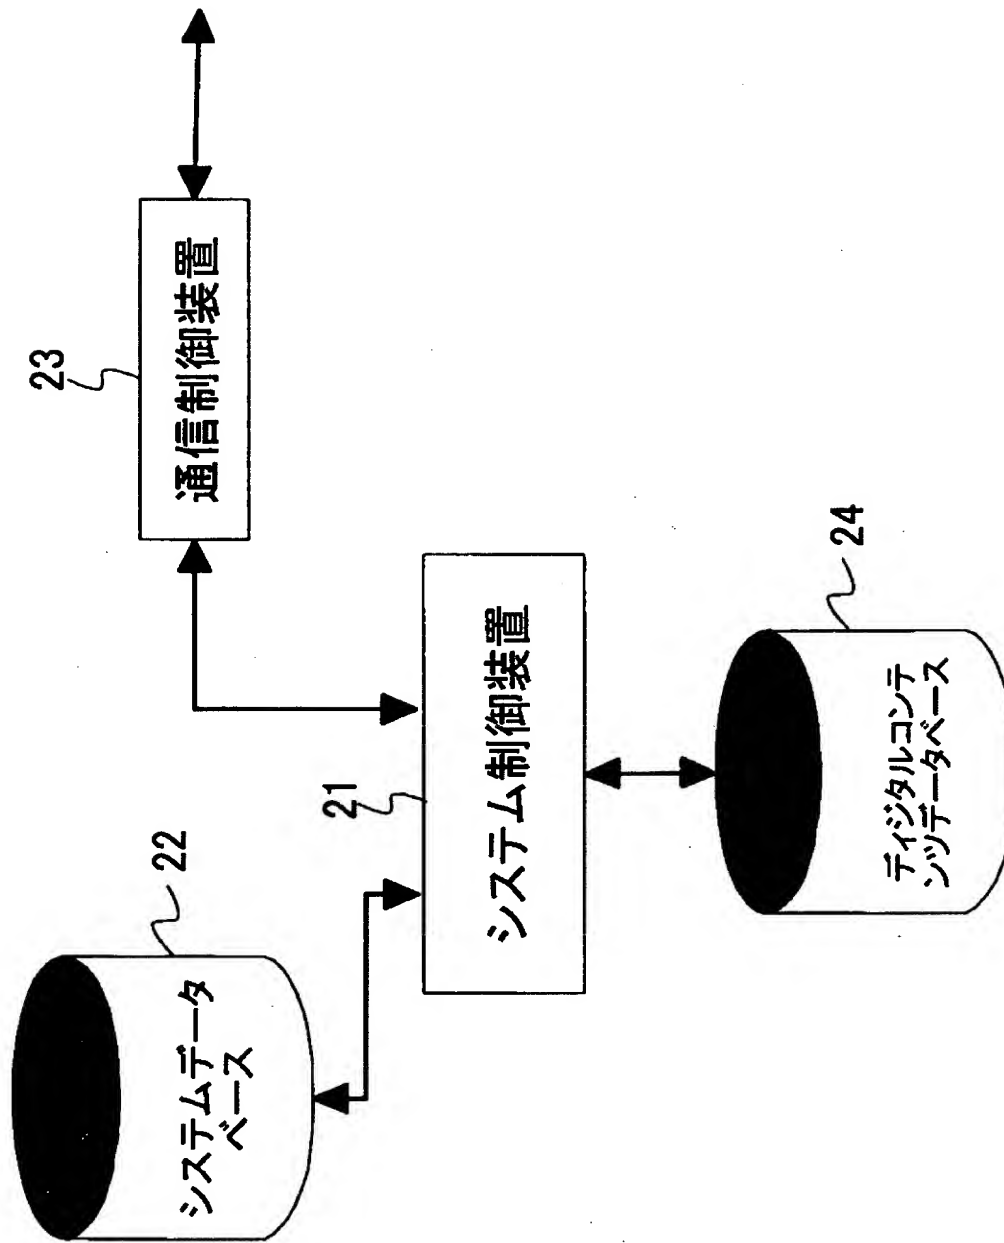 22
システムデータ
ベース
21
システム制御装置
23
通信制御装置
24
ディジタルコンテ
ンツデータベース